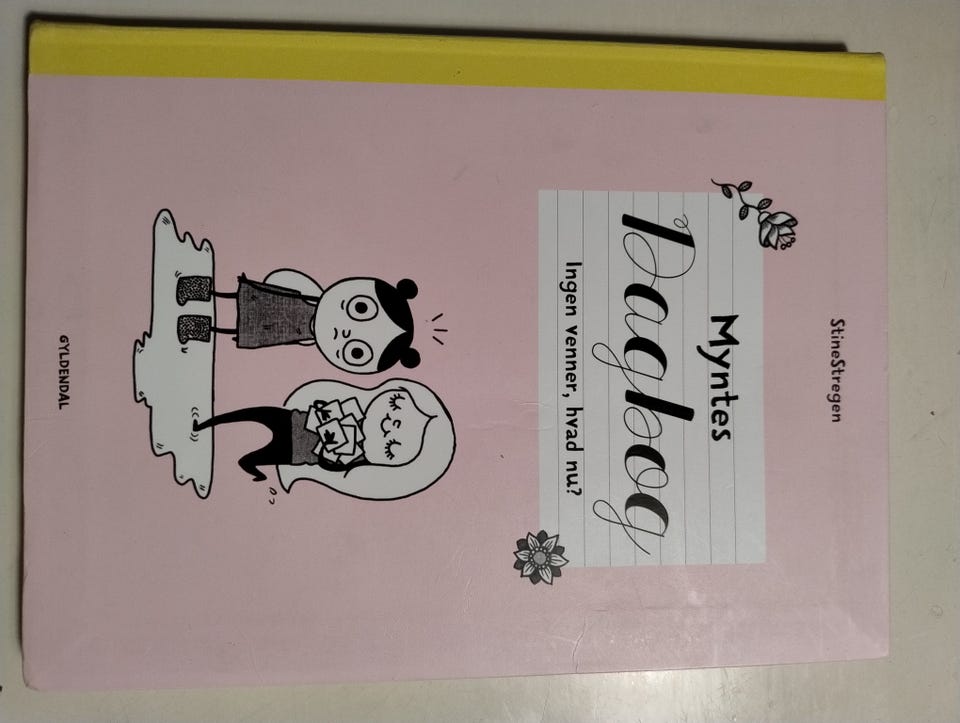 StineStregen
Myntes
Dagbog
Ingen venner, hvad nu?
GYLDENDAL